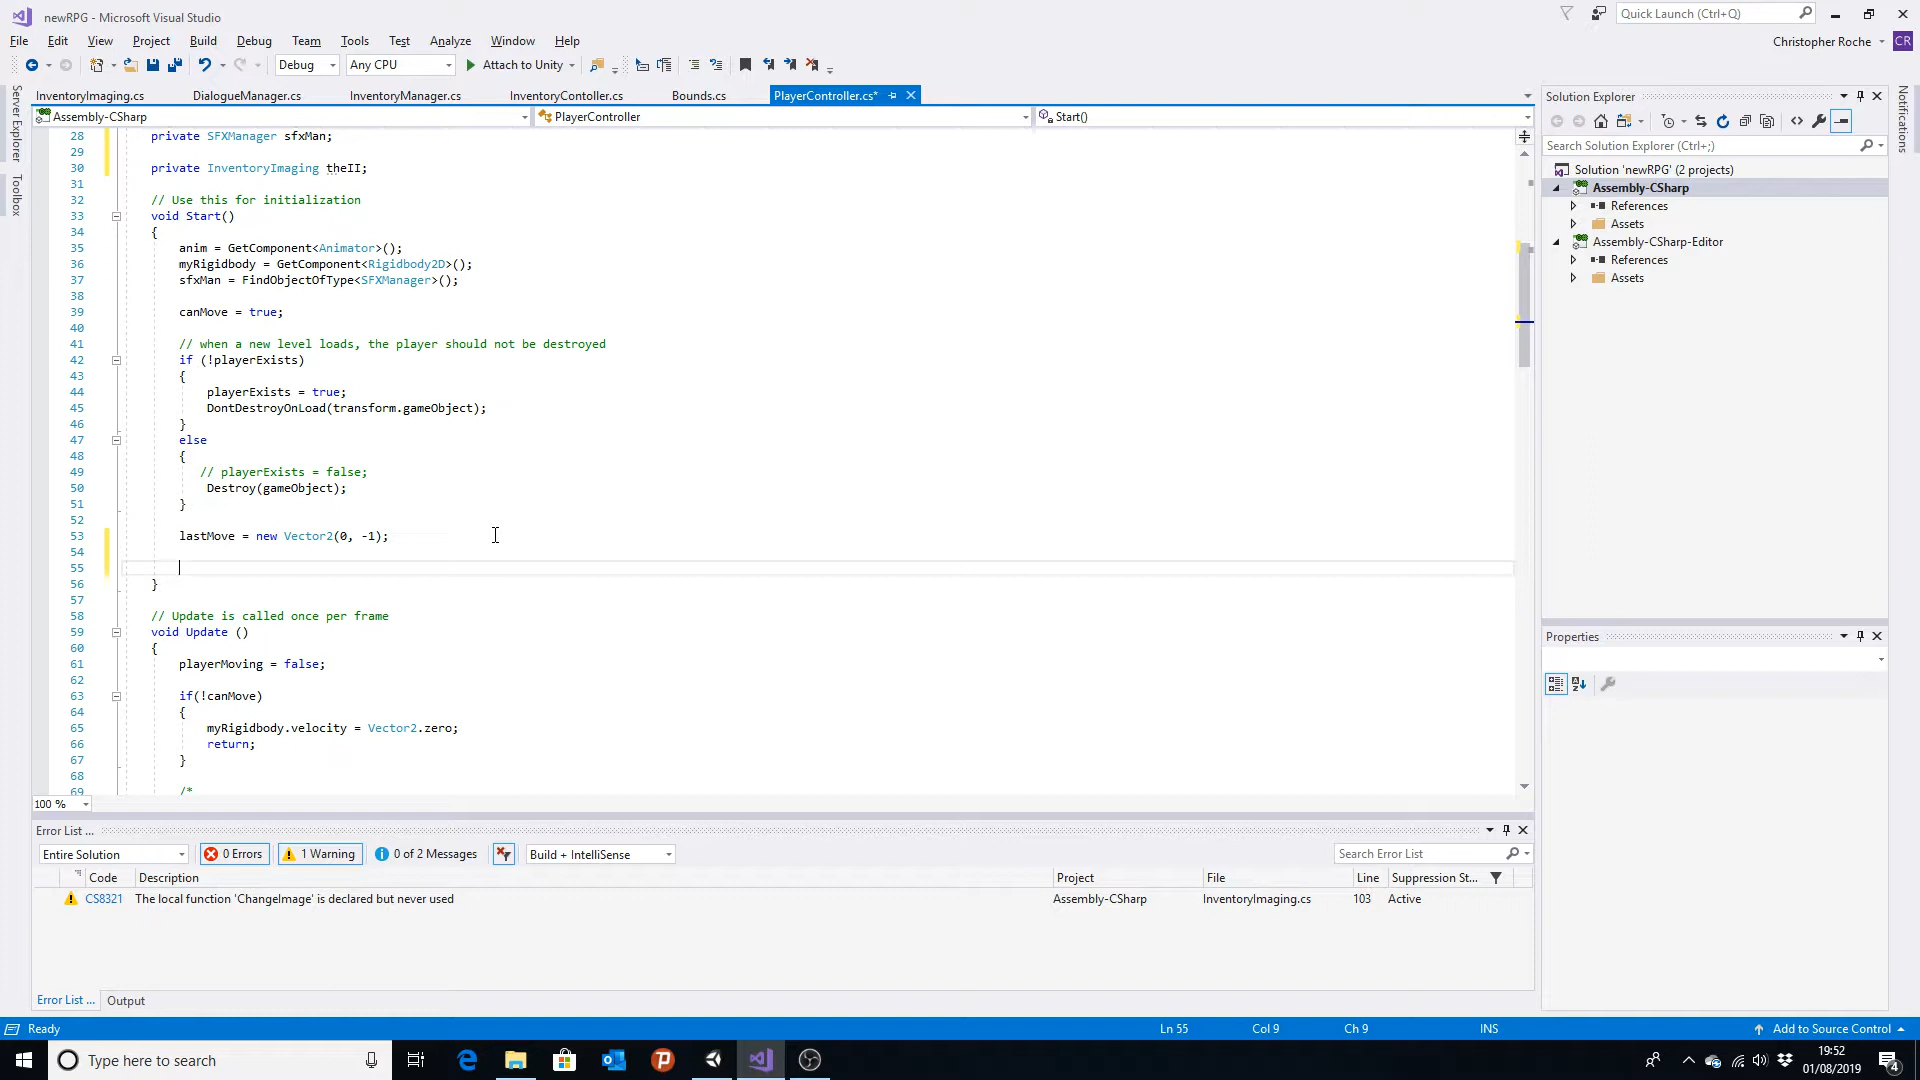 newRPG - Microsoft Visual Studio
Quick Launch (Ctrl+Q)
File Edit View Project Build Debug Team Tools Test Analyze Window Help
Christopher Roche CR
Debug Any CPU Attach to Unity
Server Explorer
Toolbox
Notifications
InventoryImaging.cs DialogueManager.cs InventoryManager.cs InventoryContoller.cs Bounds.cs PlayerController.cs*
Assembly-CSharp PlayerController Start()
28 private SFXManager sfxMan;
29
30 private InventoryImaging theII;
31
32 // Use this for initialization
33 void Start()
34 {
35 anim = GetComponent<Animator>();
36 myRigidbody = GetComponent<Rigidbody2D>();
37 sfxMan = FindObjectOfType<SFXManager>();
38
39 canMove = true;
40
41 // when a new level loads, the player should not be destroyed
42 if (!playerExists)
43 {
44 playerExists = true;
45 DontDestroyOnLoad(transform.gameObject);
46 }
47 else
48 {
49 // playerExists = false;
50 Destroy(gameObject);
51 }
52
53 lastMove = new Vector2(0, -1);
54
55
56 }
57
58 // Update is called once per frame
59 void Update ()
60 {
61 playerMoving = false;
62
63 if(!canMove)
64 {
65 myRigidbody.velocity = Vector2.zero;
66 return;
67 }
68
69 /*
100 %
Solution Explorer
Search Solution Explorer (Ctrl+;)
Solution 'newRPG' (2 projects)
Assembly-CSharp
References
Assets
Assembly-CSharp-Editor
References
Assets
Properties
Error List ...
Entire Solution 0 Errors 1 Warning 0 of 2 Messages Build + IntelliSense Search Error List
Code Description Project File Line Suppression St...
CS8321 The local function 'ChangeImage' is declared but never used Assembly-CSharp InventoryImaging.cs 103 Active
Error List ... Output
Ready Ln 55 Col 9 Ch 9 INS Add to Source Control
Type here to search
19:52
01/08/2019
4